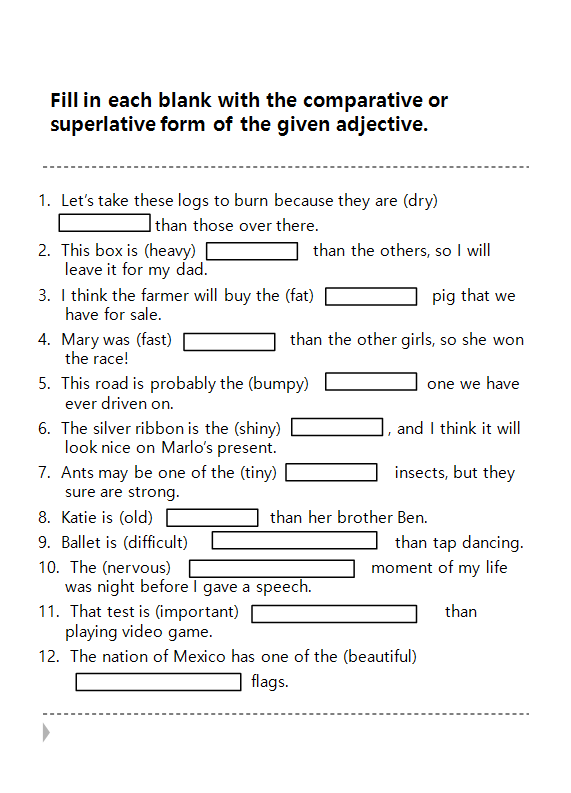 Fill in each blank with the comparative or
superlative form of the given adjective.
1. Let's take these logs to burn because they are (dry)
than those over there.
2. This box is (heavy) than the others, so I will
leave it for my dad.
3. I think the farmer will buy the (fat) pig that we
have for sale.
4. Mary was (fast) than the other girls, so she won
the race!
5. This road is probably the (bumpy) one we have
ever driven on.
6. The silver ribbon is the (shiny) , and I think it will
look nice on Marlo's present.
7. Ants may be one of the (tiny) insects, but they
sure are strong.
8. Katie is (old) than her brother Ben.
9. Ballet is (difficult) than tap dancing.
10. The (nervous) moment of my life
was night before I gave a speech.
11. That test is (important) than
playing video game.
12. The nation of Mexico has one of the (beautiful)
flags.